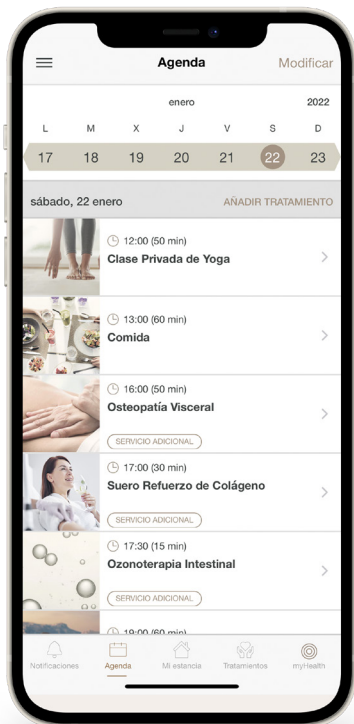 Agenda
Modificar
enero
2022
L M X J V S D
17 18 19 20 21 22 23
sábado, 22 enero
AÑADIR TRATAMIENTO
12:00 (50 min)
Clase Privada de Yoga
13:00 (60 min)
Comida
16:00 (50 min)
Osteopatía Visceral
SERVICIO ADICIONAL
17:00 (30 min)
Suero Refuerzo de Colágeno
SERVICIO ADICIONAL
17:30 (15 min)
Ozonoterapia Intestinal
SERVICIO ADICIONAL
19:00 (60 min)
Notificaciones
Agenda
Mi estancia
Tratamientos
myHealth